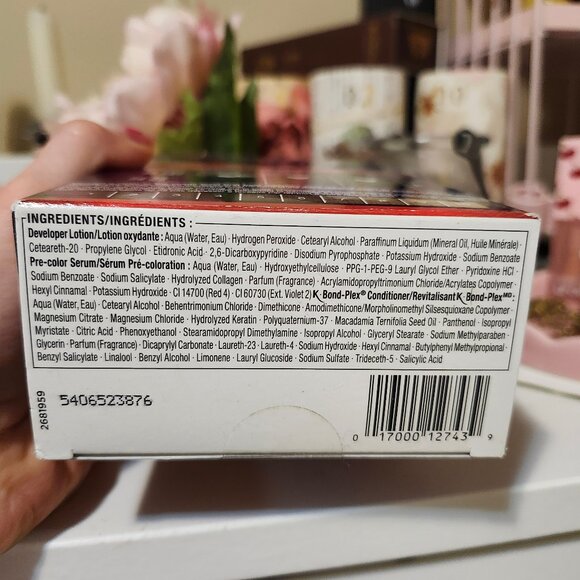 INGREDIENTS/INGRÉDIENTS :
Developer Lotion/Lotion oxydante : Aqua (Water, Eau) · Hydrogen Peroxide · Cetearyl Alcohol · Paraffinum Liquidum (Mineral Oil, Huile Minérale) ·
Ceteareth-20 · Propylene Glycol · Etidronic Acid · 2,6-Dicarboxypyridine · Disodium Pyrophosphate · Potassium Hydroxide · Sodium Benzoate
Pre-color Serum/Sérum Pré-coloration : Aqua (Water, Eau) · Hydroxyethylcellulose · PPG-1-PEG-9 Lauryl Glycol Ether · Pyridoxine HCl ·
Sodium Benzoate · Sodium Salicylate · Hydrolyzed Collagen · Parfum (Fragrance) · Acrylamidopropyltrimonium Chloride/Acrylates Copolymer ·
Hexyl Cinnamal · Potassium Hydroxide · CI 14700 (Red 4) · CI 60730 (Ext. Violet 2) K-Bond-Plex® Conditioner/Revitalisant K-Bond-Plex MD :
Aqua (Water, Eau) · Cetearyl Alcohol · Behentrimonium Chloride · Dimethicone · Amodimethicone/Morpholinomethyl Silsesquioxane Copolymer ·
Magnesium Citrate · Magnesium Chloride · Hydrolyzed Keratin · Polyquaternium-37 · Macadamia Ternifolia Seed Oil · Panthenol · Isopropyl
Myristate · Citric Acid · Phenoxyethanol · Stearamidopropyl Dimethylamine · Isopropyl Alcohol · Glyceryl Stearate · Sodium Methylparaben ·
Glycerin · Parfum (Fragrance) · Dicaprylyl Carbonate · Laureth-23 · Laureth-4 · Sodium Hydroxide · Hexyl Cinnamal · Butylphenyl Methylpropional ·
Benzyl Salicylate · Linalool · Benzyl Alcohol · Limonene · Lauryl Glucoside · Sodium Sulfate · Trideceth-5 · Salicylic Acid
2681959
5406523876
0 17000 12743 9